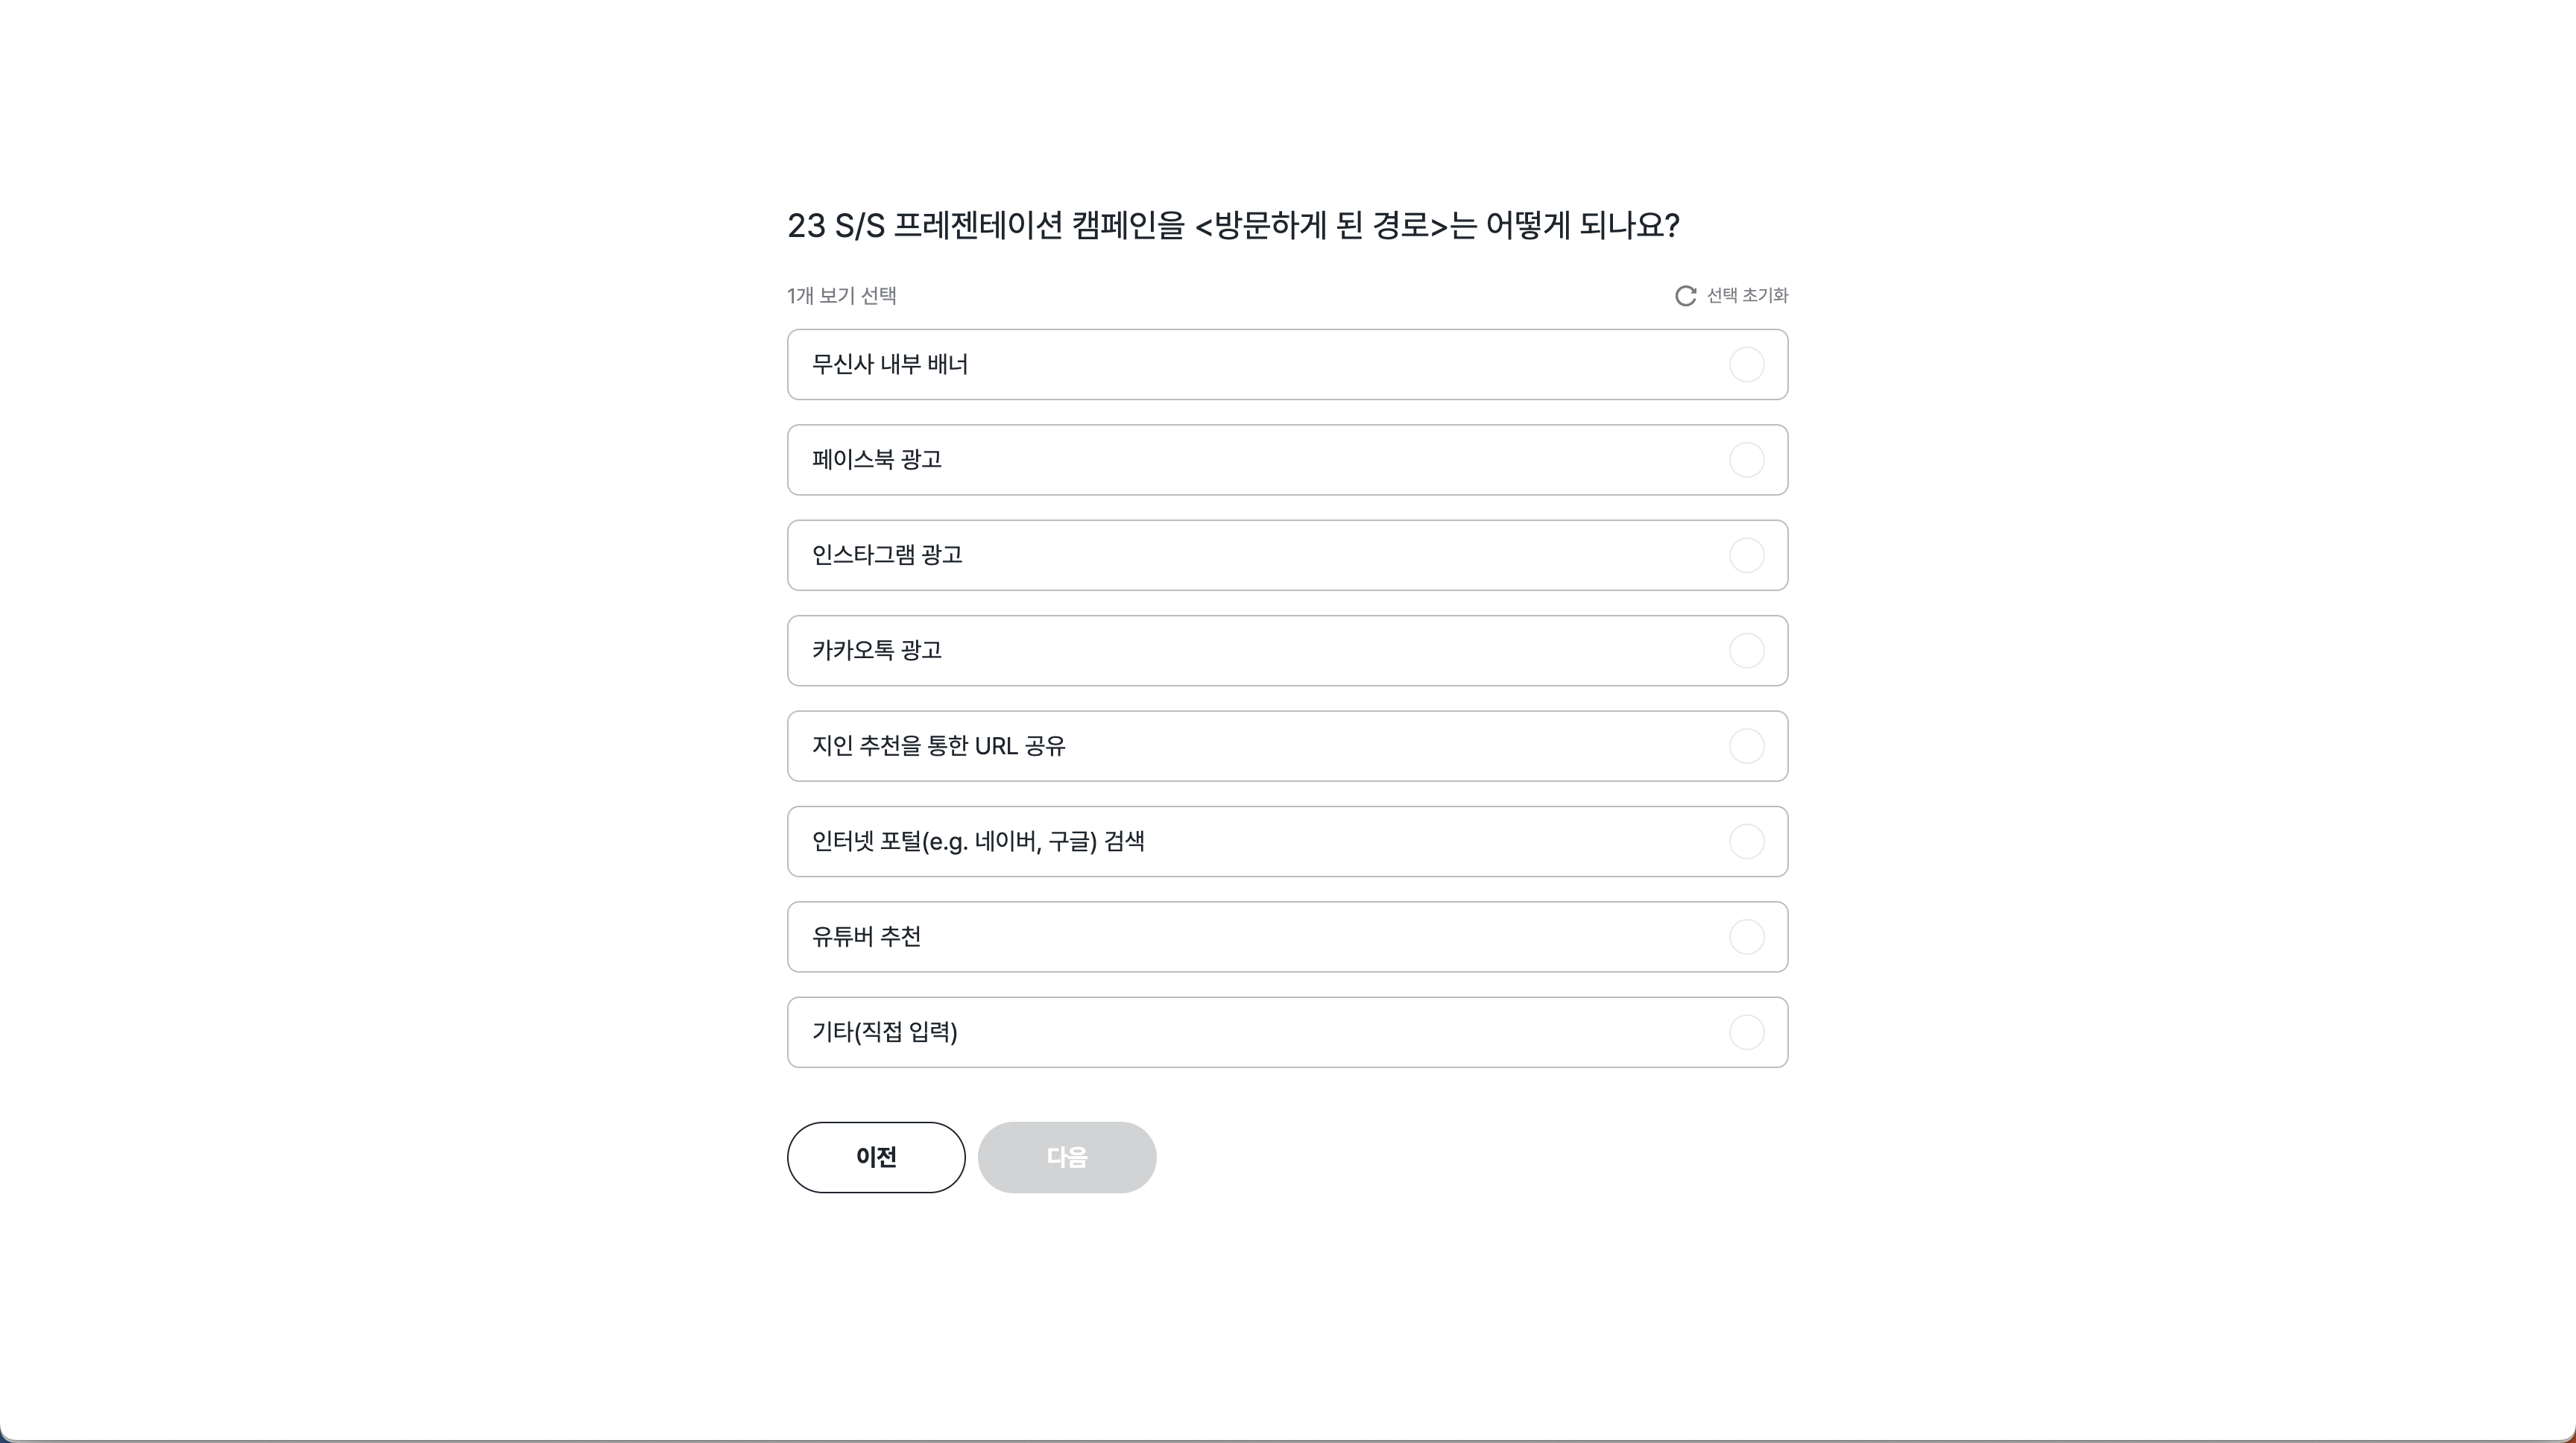 23 S/S 프레젠테이션 캠페인을 <방문하게 된 경로>는 어떻게 되나요?
1개 보기 선택
선택 초기화
무신사 내부 배너
페이스북 광고
인스타그램 광고
카카오톡 광고
지인 추천을 통한 URL 공유
인터넷 포털(e.g. 네이버, 구글) 검색
유튜버 추천
기타(직접 입력)
이전
다음